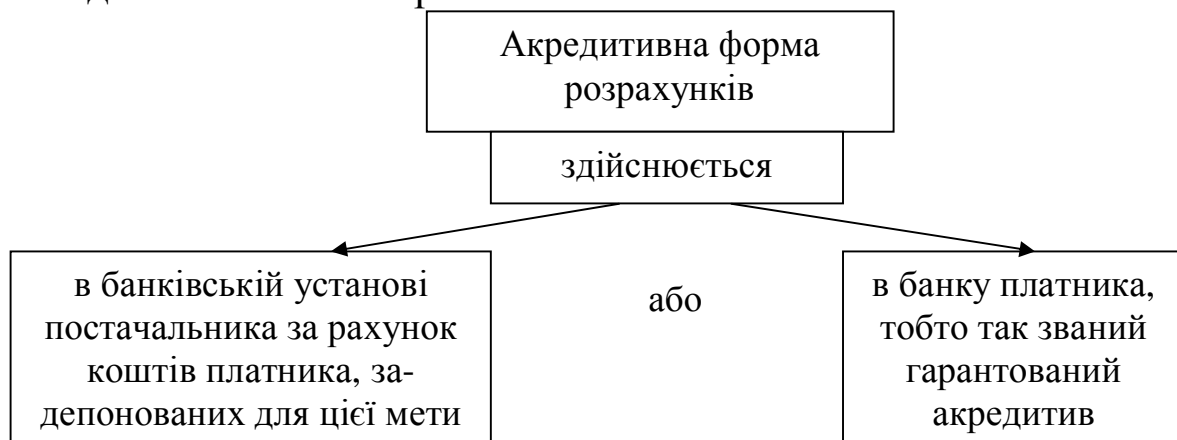 Акредитивна форма
розрахунків
здійснюється
в банківській установі
постачальника за рахунок
коштів платника, за-
депонованих для цієї мети
або
в банку платника,
тобто так званий
гарантований
акредитив